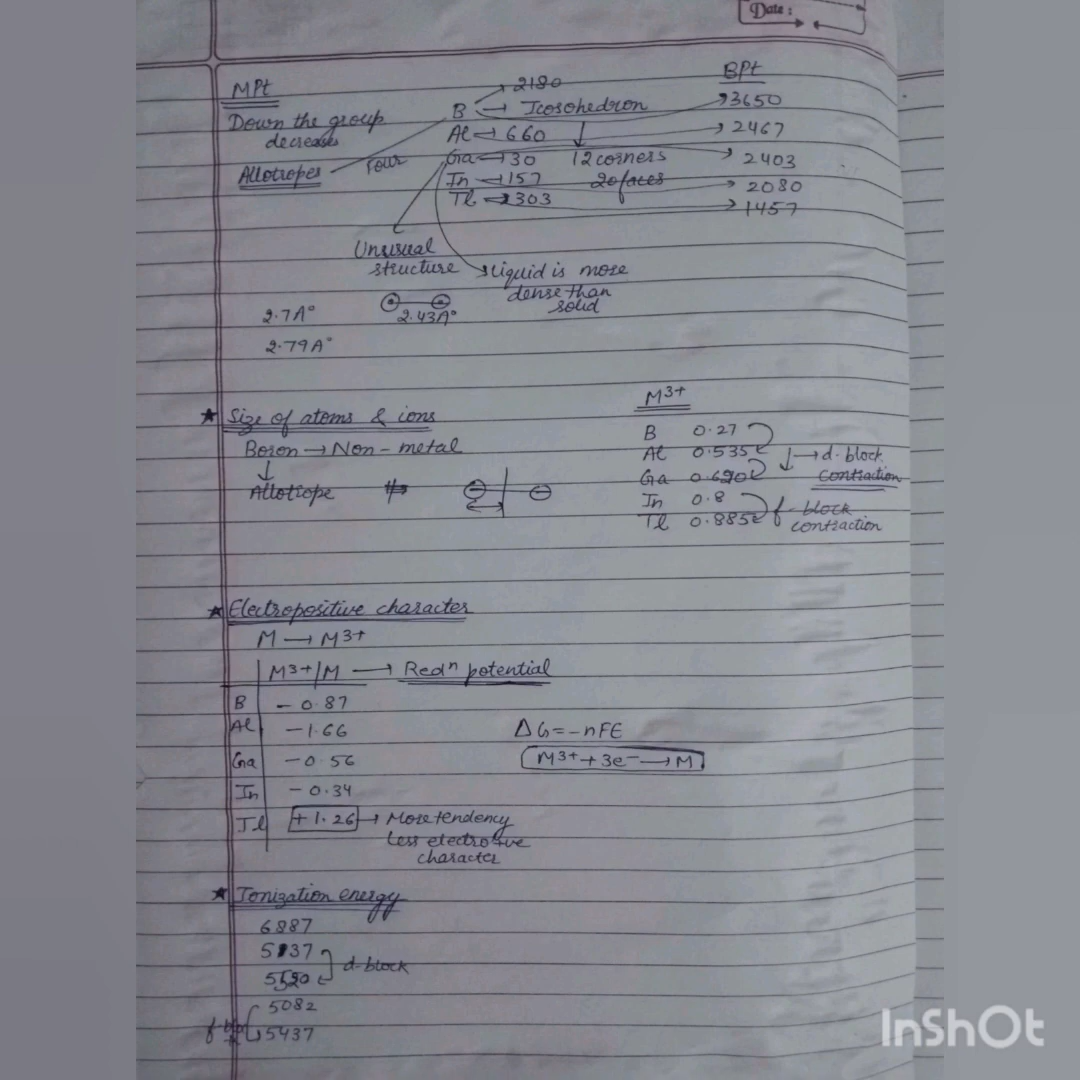 Date :
MPt
BPt
Down the group
decreases
B → 2180
→ Icosohedron
→ 3650
Al → 660
→ 2467
Allotropes
Four
Ga → 30
12 corners
→ 2403
In → 157
20 faces
→ 2080
Tl → 303
→ 1457
Unusual
structure
Liquid is more
dense than
solid
2.7A°
2.43A°
2.79A°
★ Size of atoms & ions
M3+
Boron → Non-metal
B 0.27
Al 0.535
→ d-block
contraction
Allotrope
Ga 0.620
In 0.8
Tl 0.885
f-block
contraction
★ Electropositive character
M → M3+
M3+/M → Redn potential
B - 0.87
Al -1.66
ΔG = -nFE
Ga -0.56
M3+ + 3e- → M
In - 0.34
Tl +1.26 → More tendency
Less electro+ve
character
★ Ionization energy
6887
5137
d-block
5520
5082
5437
InShOt